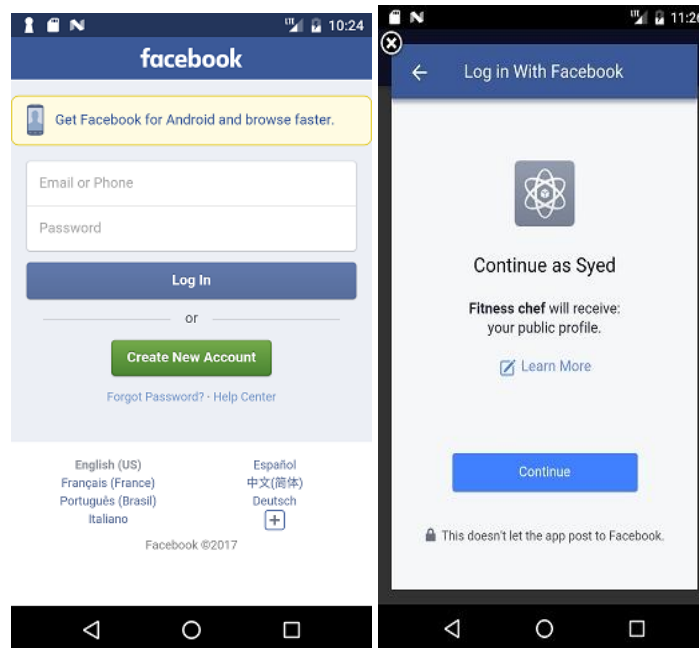 10:24
facebook
Get Facebook for Android and browse faster.
Email or Phone
Password
Log In
or
Create New Account
Forgot Password? · Help Center
English (US)
Español
Français (France)
中文(简体)
Português (Brasil)
Deutsch
Italiano
Facebook ©2017
11:26
Log in With Facebook
Continue as Syed
Fitness chef will receive:
your public profile.
Learn More
Continue
This doesn't let the app post to Facebook.